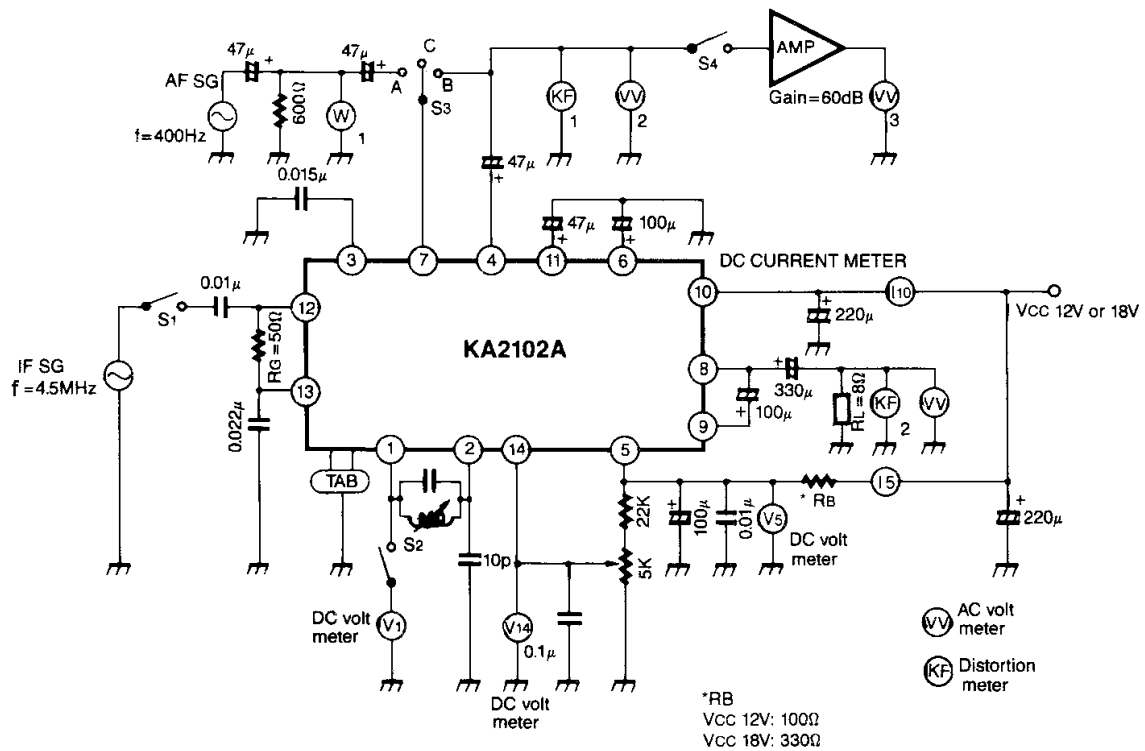 47μ +
47μ +
C
A
B
S3
S4
AMP
Gain=60dB
AF SG
f=400Hz
600Ω
W
1
KF
1
VV
2
VV
3
47μ
+
0.015μ
47μ
+
100μ
+
3
7
4
11
6
DC CURRENT METER
0.01μ
S1
12
10
+
220μ
I10
VCC 12V or 18V
IF SG
f = 4.5MHz
RG=50Ω
KA2102A
8
+
330μ
13
0.022μ
+
100μ
RL=8Ω
KF
2
VV
9
1
2
14
5
TAB
S2
22K
+
100μ
0.01μ
V5
* RB
I5
+
220μ
DC volt
meter
10p
5K
DC volt
meter
V1
V14
0.1μ
DC volt
meter
VV
AC volt
meter
KF
Distortion
meter
*RB
VCC 12V: 100Ω
VCC 18V: 330Ω